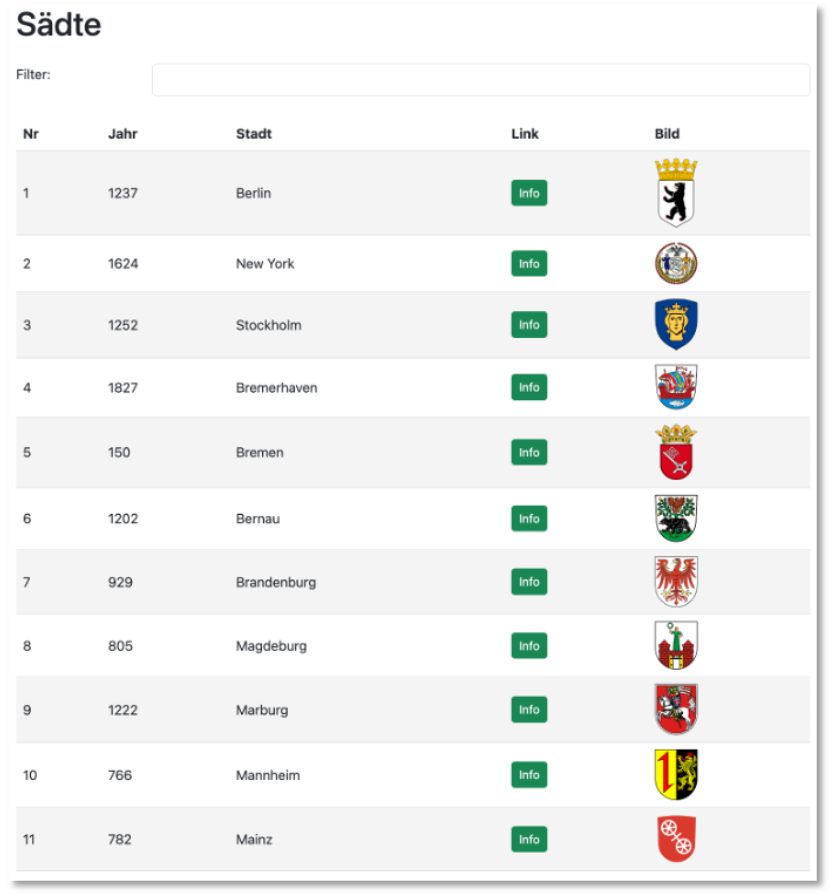 Sädte
Filter:
Nr Jahr Stadt Link Bild
1 1237 Berlin Info
2 1624 New York Info
3 1252 Stockholm Info
4 1827 Bremerhaven Info
5 150 Bremen Info
6 1202 Bernau Info
7 929 Brandenburg Info
8 805 Magdeburg Info
9 1222 Marburg Info
10 766 Mannheim Info
11 782 Mainz Info